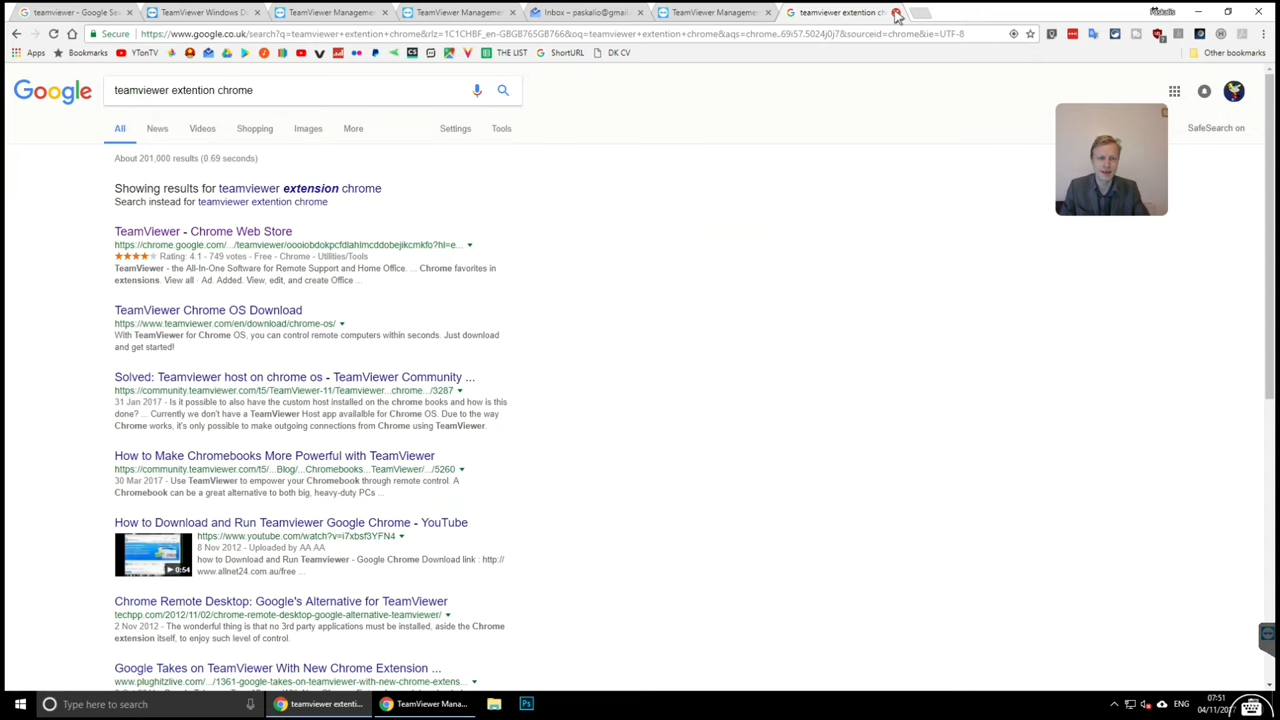 teamviewer - Google Se
TeamViewer Windows D
TeamViewer Management
TeamViewer Manageme
Inbox – paskalio@gmail
TeamViewer Managemen
teamviewer extention ch
Paskalis
Secure
https://www.google.co.uk/search?q=teamviewer+extention+chrome&rlz=1C1CHBF_en-GBGB765GB766&oq=teamviewer+extention+chrome&aqs=chrome..69i57.5024j0j7&sourceid=chrome&ie=UTF-8
Apps
Bookmarks
YTonTV
THE LIST
ShortURL
DK CV
Other bookmarks
Google
teamviewer extention chrome
All
News
Videos
Shopping
Images
More
Settings
Tools
SafeSearch on
About 201,000 results (0.69 seconds)
Showing results for teamviewer extension chrome
Search instead for teamviewer extention chrome
TeamViewer - Chrome Web Store
https://chrome.google.com/.../teamviewer/oooiobdokpcfdlahlmcddobejikcmkfo?hl=e...
Rating: 4.1 - 749 votes - Free - Chrome - Utilities/Tools
TeamViewer - the All-In-One Software for Remote Support and Home Office. ... Chrome favorites in
extensions. View all · Ad. Added. View, edit, and create Office ...
TeamViewer Chrome OS Download
https://www.teamviewer.com/en/download/chrome-os/
With TeamViewer for Chrome OS, you can control remote computers within seconds. Just download
and get started!
Solved: Teamviewer host on chrome os - TeamViewer Community ...
https://community.teamviewer.com/t5/TeamViewer-11/Teamviewer...chrome.../3287
31 Jan 2017 - Is it possible to also have the custom host installed on the chrome books and how is this
done? ... Currently we don't have a TeamViewer Host app availalble for Chrome OS. Due to the way
Chrome works, it's only possible to make outgoing connections from Chrome using TeamViewer.
How to Make Chromebooks More Powerful with TeamViewer
https://community.teamviewer.com/t5/...Blog/...Chromebooks...TeamViewer/.../5260
30 Mar 2017 - Use TeamViewer to empower your Chromebook through remote control. A
Chromebook can be a great alternative to both big, heavy-duty PCs ...
How to Download and Run Teamviewer Google Chrome - YouTube
https://www.youtube.com/watch?v=i7xbsf3YFN4
8 Nov 2012 - Uploaded by AA AA
how to Download and Run Teamviewer - Google Chrome Download link : http://
www.allnet24.com.au/free ...
0:54
Chrome Remote Desktop: Google's Alternative for TeamViewer
techpp.com/2012/11/02/chrome-remote-desktop-google-alternative-teamviewer/
2 Nov 2012 - The wonderful thing is that no 3rd party applications must be installed, aside the Chrome
extension itself, to enjoy such level of control.
Google Takes on TeamViewer With New Chrome Extension ...
www.plughitzlive.com/.../1361-google-takes-on-teamviewer-with-new-chrome-extens...
Type here to search
teamviewer extenti...
TeamViewer Mana...
ENG
07:51
04/11/2017